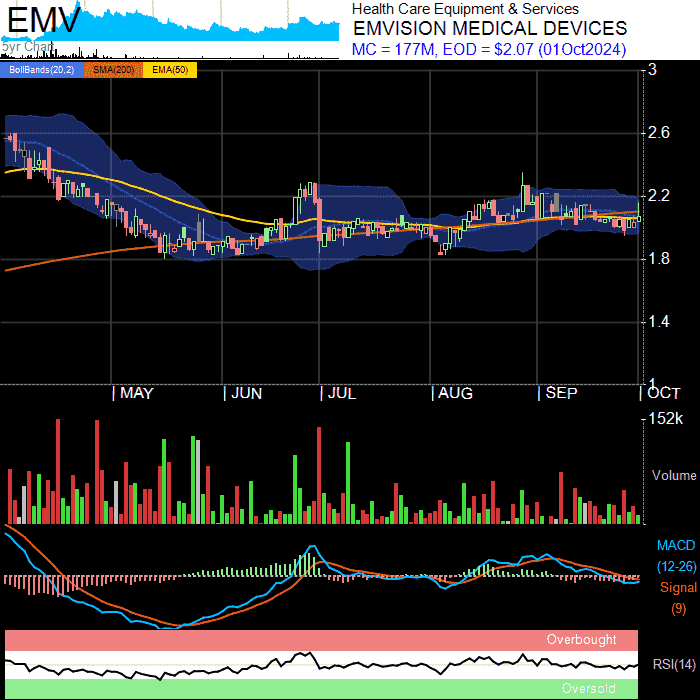 EMV
Health Care Equipment & Services
EMVISION MEDICAL DEVICES
5yr Chart
MC = 177M, EOD = $2.07 (01Oct2024)
BollBands(20,2) SMA(200) EMA(50)
3
2.6
2.2
1.8
1.4
1
| MAY | JUN | JUL | AUG | SEP | OCT
152k
Volume
MACD
(12-26)
Signal
(9)
Overbought
RSI(14)
Oversold